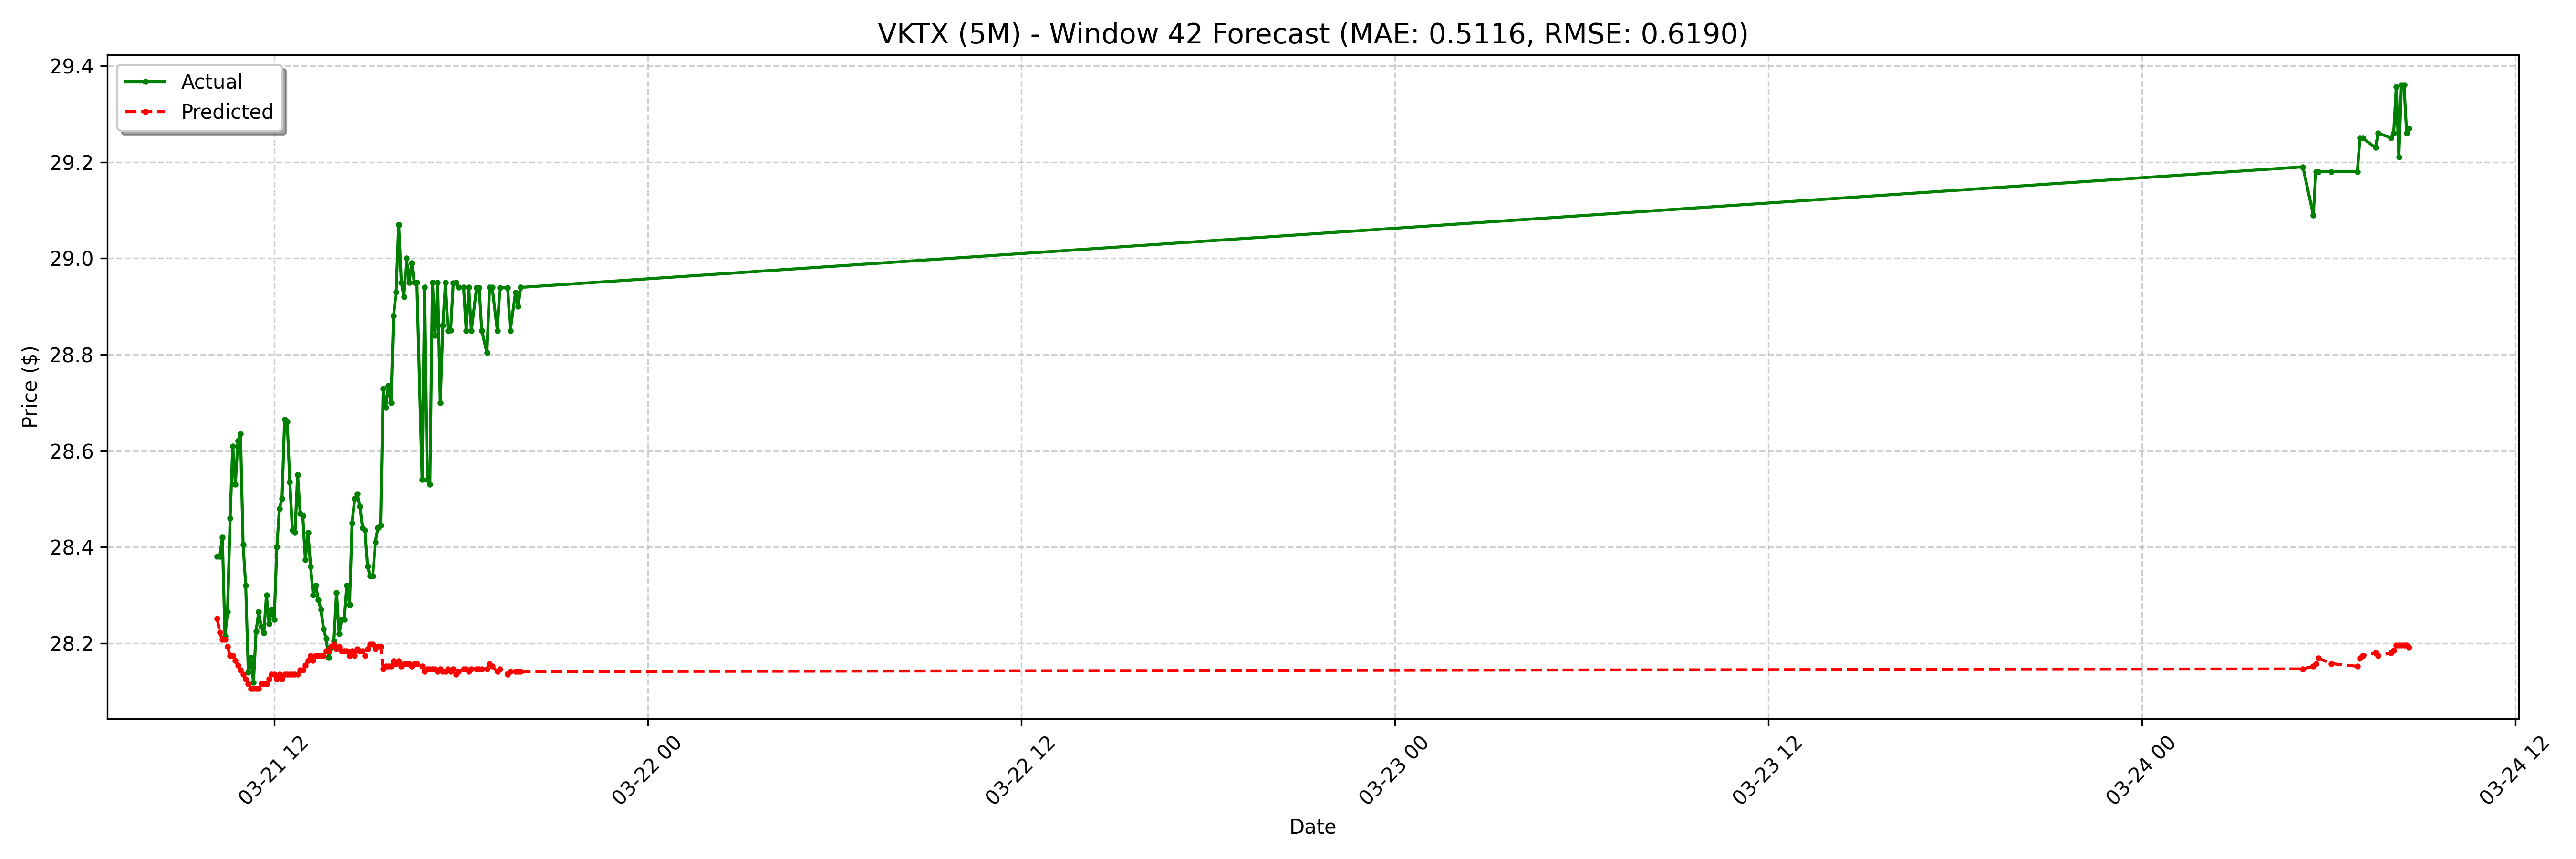 VKTX (5M) - Window 42 Forecast (MAE: 0.5116, RMSE: 0.6190)
Actual
Predicted
Price ($)
29.4
29.2
29.0
28.8
28.6
28.4
28.2
03-21 12
03-22 00
03-22 12
03-23 00
03-23 12
03-24 00
03-24 12
Date